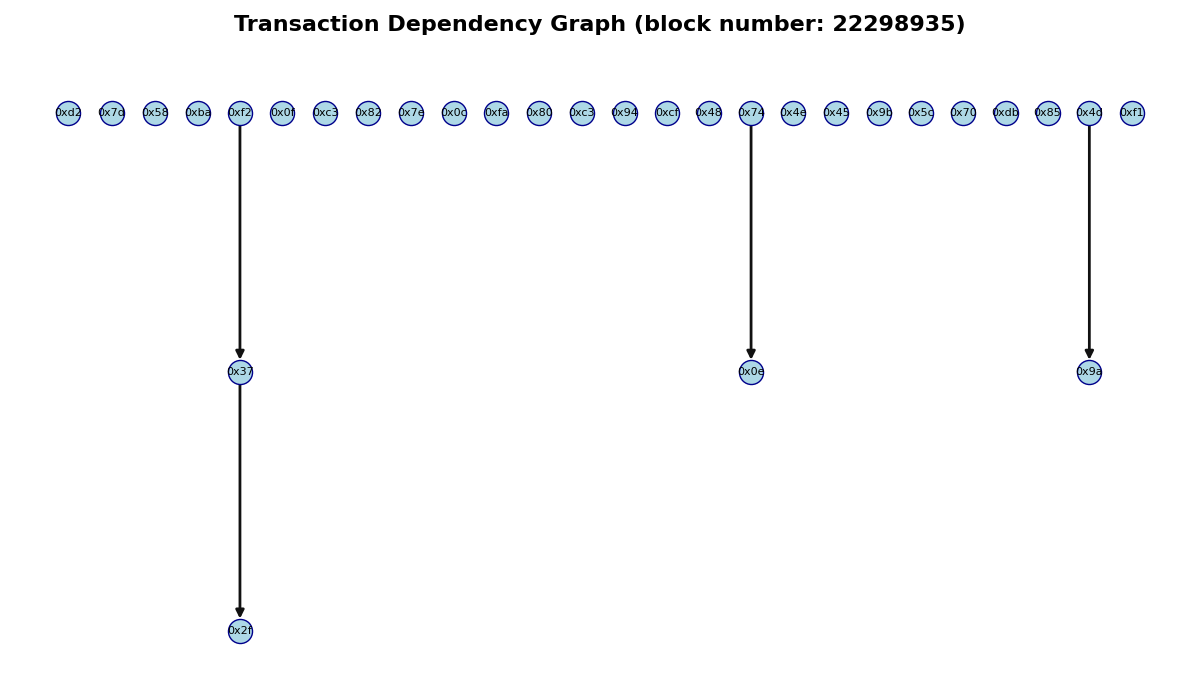 Transaction Dependency Graph (block number: 22298935)
0xd2 0x7d 0x58 0xba 0xf2 0x0f 0xc3 0x82 0x7e 0x0c 0xfa 0x80 0xc3 0x94 0xcf 0x48 0x74 0x4e 0x45 0x9b 0x5c 0x70 0xdb 0x85 0x4d 0xf1
0x37 0x0e 0x9a
0x2f